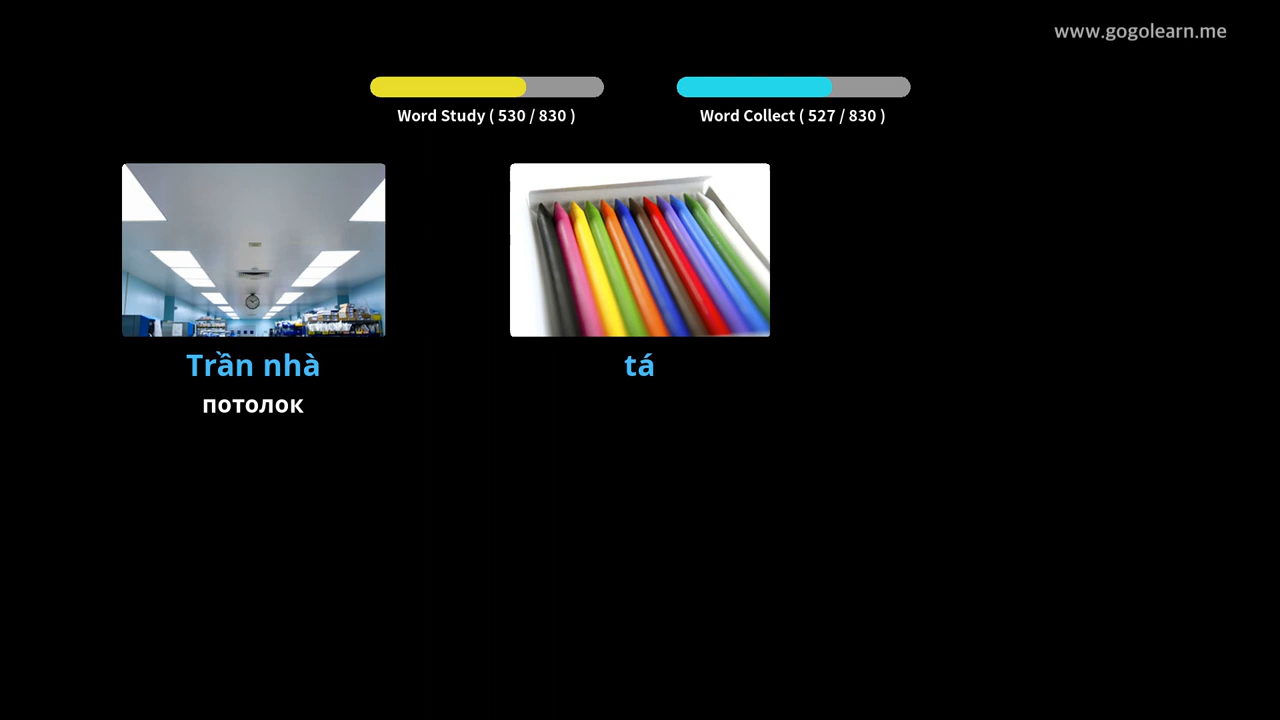 www.gogolearn.me
Word Study ( 530 / 830 )
Word Collect ( 527 / 830 )
Trần nhà
потолок
tá